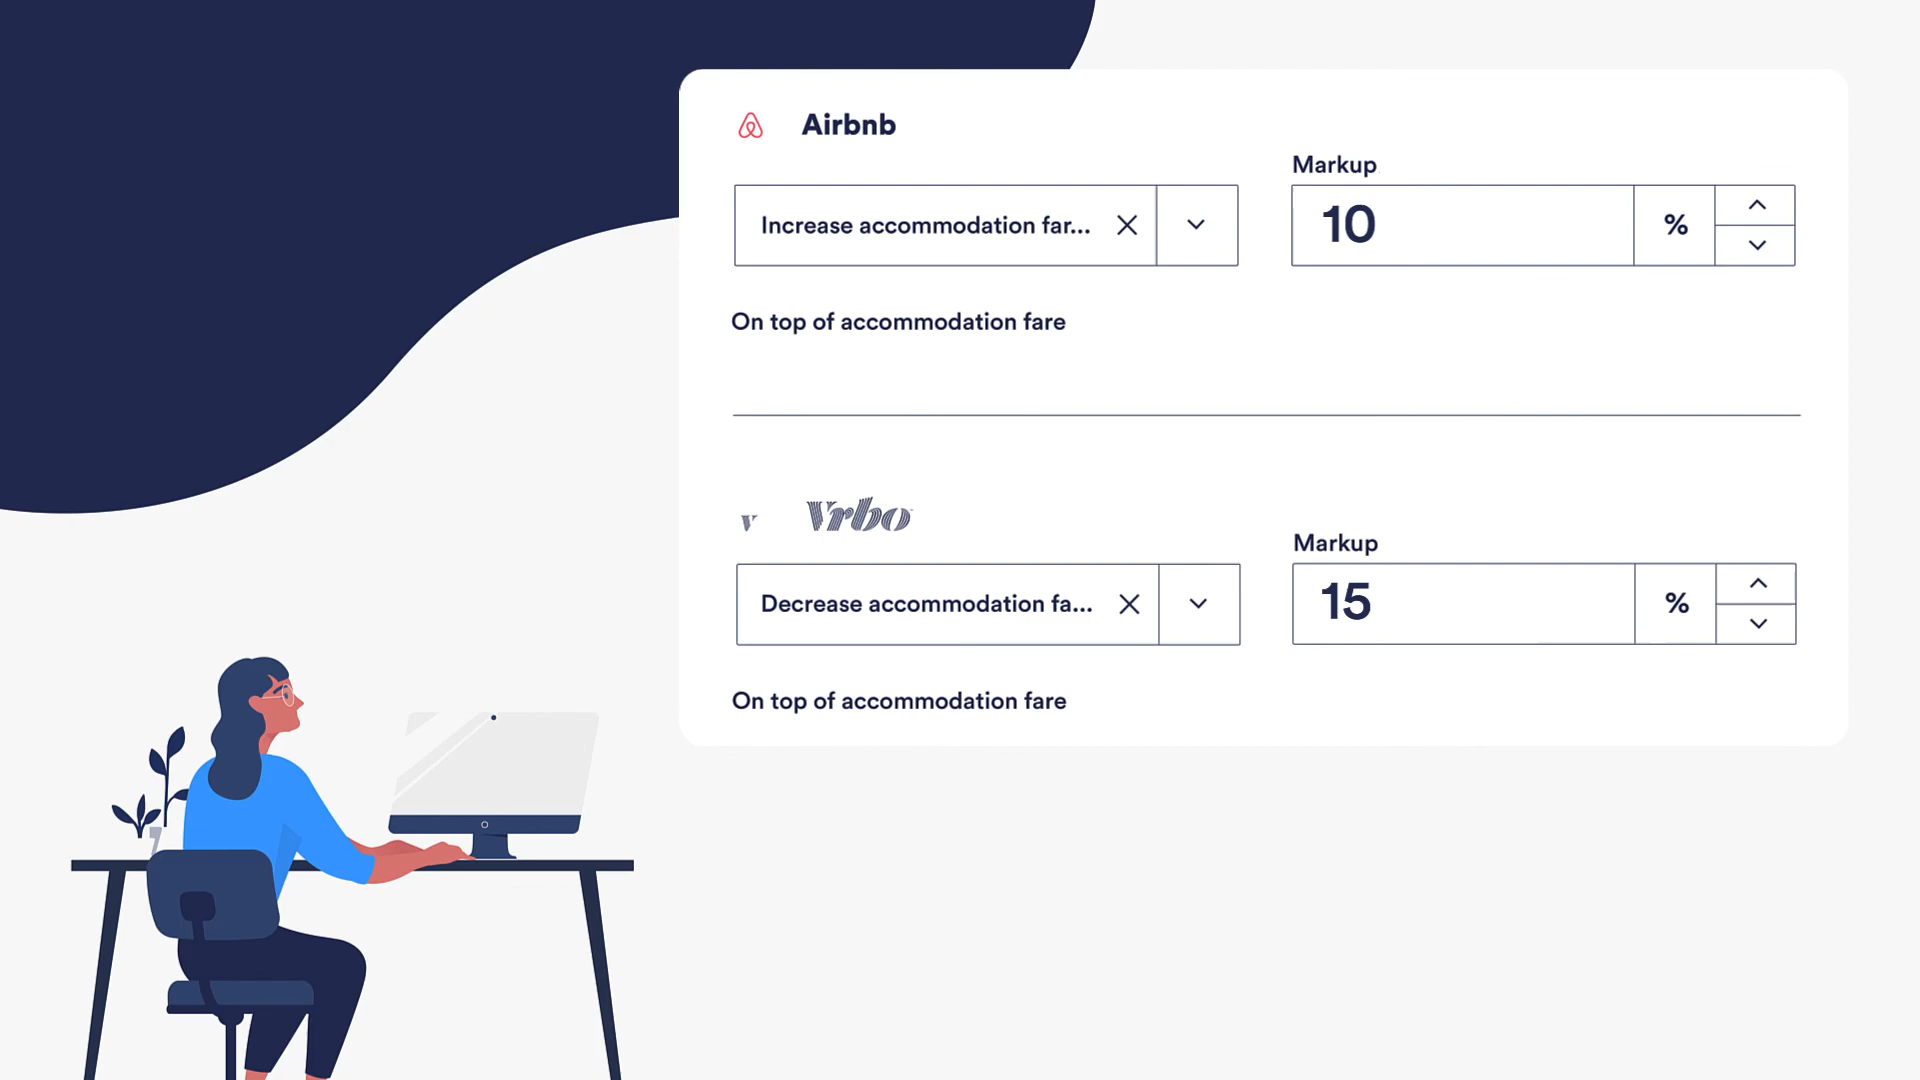 Airbnb
Markup
Increase accommodation far...
10
%
On top of accommodation fare
V Vrbo
Markup
Decrease accommodation fa...
15
%
On top of accommodation fare